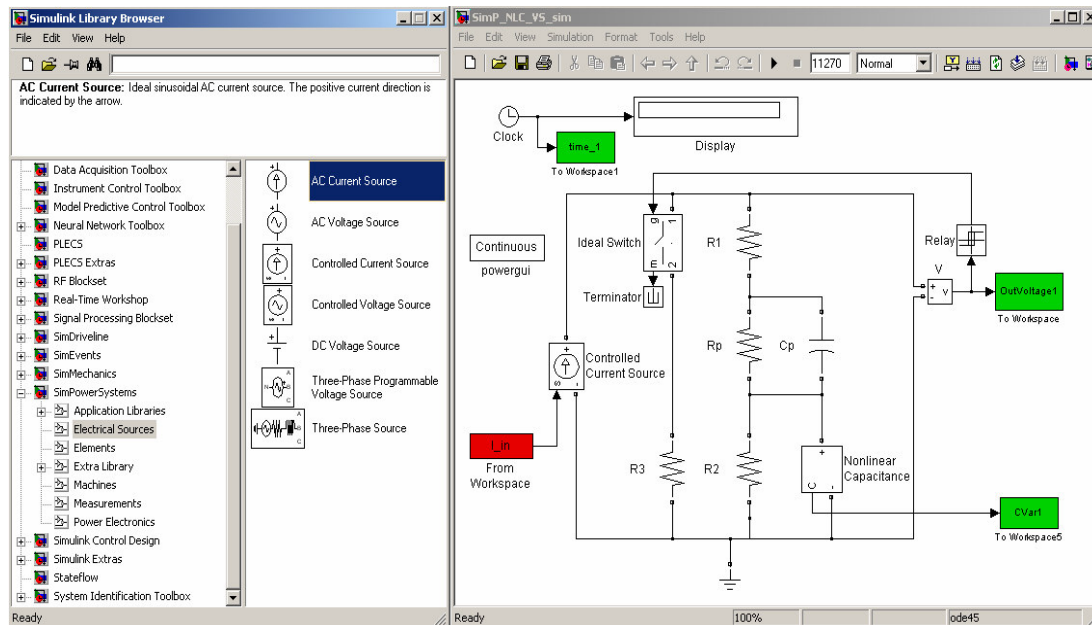 Simulink Library Browser
File Edit View Help
AC Current Source: Ideal sinusoidal AC current source. The positive current direction is
indicated by the arrow.
Data Acquisition Toolbox
Instrument Control Toolbox
Model Predictive Control Toolbox
Neural Network Toolbox
PLECS
PLECS Extras
RF Blockset
Real-Time Workshop
Signal Processing Blockset
SimDriveline
SimEvents
SimMechanics
SimPowerSystems
Application Libraries
Electrical Sources
Elements
Extra Library
Machines
Measurements
Power Electronics
Simulink Control Design
Simulink Extras
Stateflow
System Identification Toolbox
AC Current Source
AC Voltage Source
Controlled Current Source
Controlled Voltage Source
DC Voltage Source
Three-Phase Programmable
Voltage Source
Three-Phase Source
Ready
SimP_NLC_VS_sim
File Edit View Simulation Format Tools Help
11270 Normal
Clock
Display
time_1
To Workspace1
Continuous
powergui
Ideal Switch
g 1
m 2
Terminator
R1
Relay
V
+
-
v
OutVoltage1
To Workspace
Rp
Cp
Controlled
Current Source
I_in
From
Workspace
R3
R2
C
+
-
Nonlinear
Capacitance
CVar1
To Workspace5
Ready 100% ode45